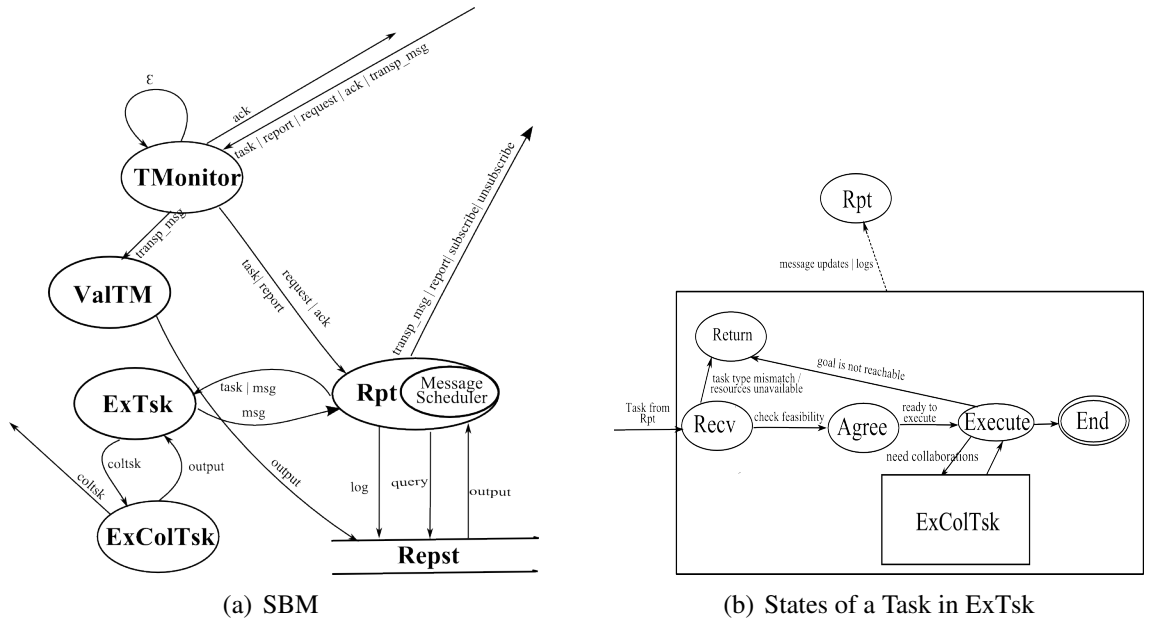 ε
ack
task | report | request | ack | transp_msg
TMonitor
transp_msg
ValTM
task| report
request | ack
transp_msg | report| subscribe| unsubscribe
ExTsk
task | msg
msg
Rpt
Message
Scheduler
coltsk
coltsk
output
ExColTsk
output
log
query
output
Repst
(a) SBM
Rpt
message updates | logs
Return
goal is not reachable
task type mismatch /
resources unavailable
Task from
Rpt
Recv
check feasibility
Agree
ready to
execute
Execute
End
need collaborations
ExColTsk
(b) States of a Task in ExTsk